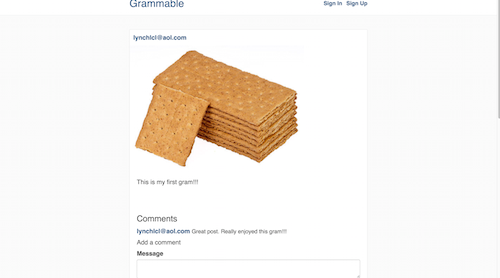 Grammable
Sign In Sign Up
lynchlcl@aol.com
This is my first gram!!!
Comments
lynchlcl@aol.com Great post. Really enjoyed this gram!!!
Add a comment
Message